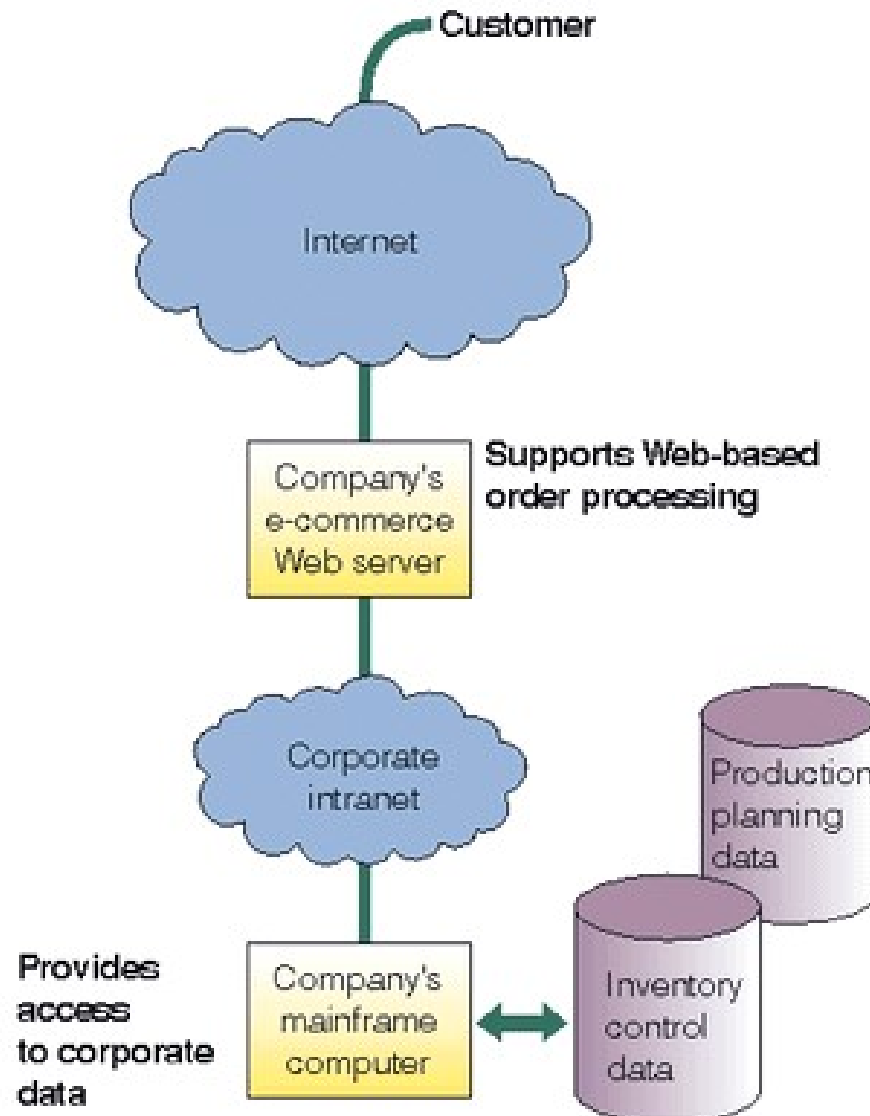 Customer
Internet
Company's
e-commerce
Web server
Supports Web-based
order processing
Corporate
intranet
Production
planning
data
Provides
access
to corporate
data
Company's
mainframe
computer
Inventory
control
data